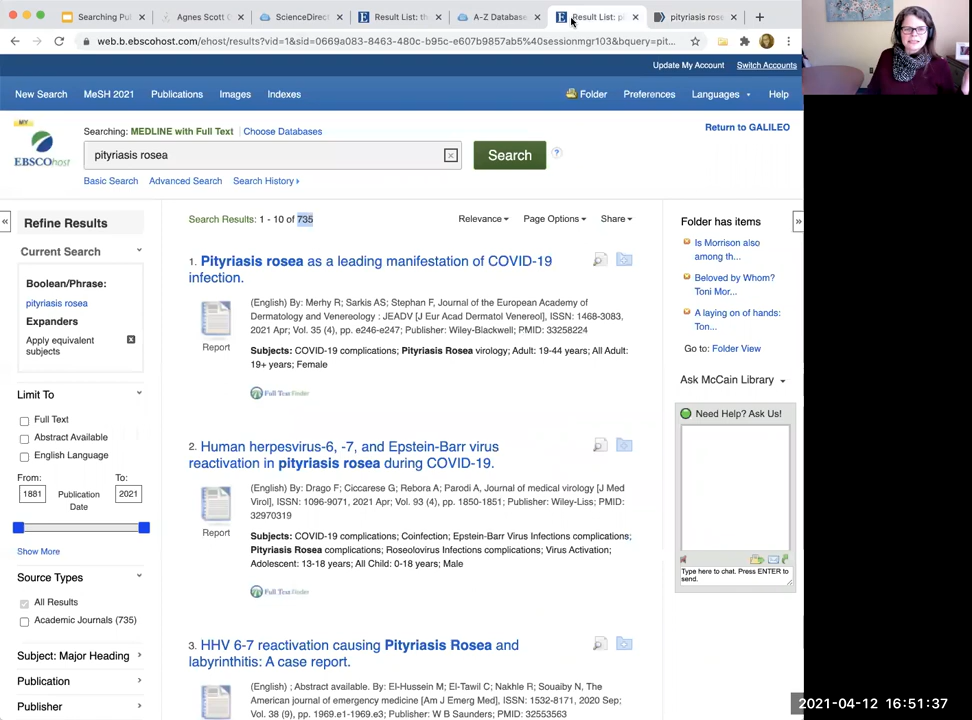 Searching Pul
Agnes Scott C
ScienceDirect
Result List: th
A-Z Database
Result List: pi
pityriasis rose
web.b.ebscohost.com/ehost/results?vid=1&sid=0669a083-8463-480c-b95c-e607b9857ab5%40sessionmgr103&bquery=pit...
Update My Account
Switch Accounts
New Search
MeSH 2021
Publications
Images
Indexes
Folder
Preferences
Languages
Help
MY
EBSCOhost
Searching: MEDLINE with Full Text
Choose Databases
Return to GALILEO
pityriasis rosea
Search
?
Basic Search
Advanced Search
Search History
«
Refine Results
Current Search
Boolean/Phrase:
pityriasis rosea
Expanders
Apply equivalent
subjects
Limit To
Full Text
Abstract Available
English Language
From:
To:
1881
Publication
Date
2021
Show More
Source Types
All Results
Academic Journals (735)
Subject: Major Heading
Publication
Publisher
Search Results: 1 - 10 of 735
Relevance
Page Options
Share
1. Pityriasis rosea as a leading manifestation of COVID-19
infection.
(English) By: Merhy R; Sarkis AS; Stephan F, Journal of the European Academy of
Dermatology and Venereology : JEADV [J Eur Acad Dermatol Venereol], ISSN: 1468-3083,
2021 Apr; Vol. 35 (4), pp. e246-e247; Publisher: Wiley-Blackwell; PMID: 33258224
Report
Subjects: COVID-19 complications; Pityriasis Rosea virology; Adult: 19-44 years; All Adult:
19+ years; Female
Full Text Finder
2. Human herpesvirus-6, -7, and Epstein-Barr virus
reactivation in pityriasis rosea during COVID-19.
(English) By: Drago F; Ciccarese G; Rebora A; Parodi A, Journal of medical virology [J Med
Virol], ISSN: 1096-9071, 2021 Apr; Vol. 93 (4), pp. 1850-1851; Publisher: Wiley-Liss; PMID:
32970319
Report
Subjects: COVID-19 complications; Coinfection; Epstein-Barr Virus Infections complications;
Pityriasis Rosea complications; Roseolovirus Infections complications; Virus Activation;
Adolescent: 13-18 years; All Child: 0-18 years; Male
Full Text Finder
3. HHV 6-7 reactivation causing Pityriasis Rosea and
labyrinthitis: A case report.
(English) ; Abstract available. By: El-Hussein M; El-Tawil C; Nakhle R; Souaiby N, The
American journal of emergency medicine [Am J Emerg Med], ISSN: 1532-8171, 2020 Sep;
Vol. 38 (9), pp. 1969.e1-1969.e3; Publisher: W B Saunders; PMID: 32553563
Folder has items
»
Is Morrison also
among th...
Beloved by Whom?
Toni Mor...
A laying on of hands:
Ton...
Go to: Folder View
Ask McCain Library
Need Help? Ask Us!
Type here to chat. Press ENTER to
send.
2021-04-12 16:51:37